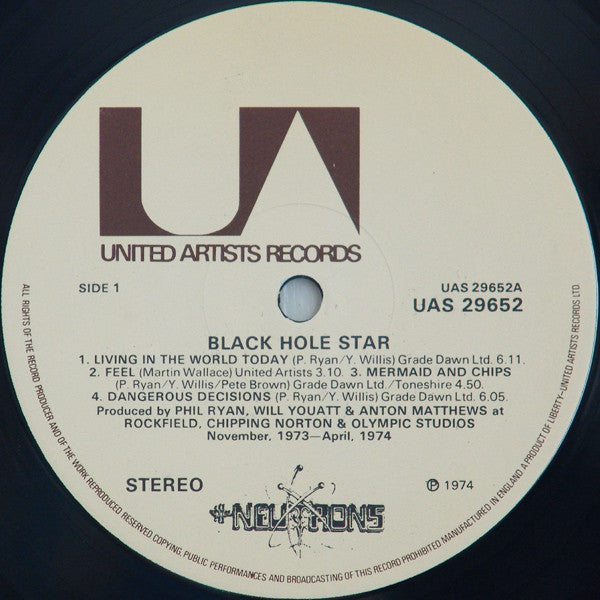 UA
UNITED ARTISTS RECORDS
SIDE 1
UAS 29652A
UAS 29652
BLACK HOLE STAR
1. LIVING IN THE WORLD TODAY (P. Ryan/Y. Willis) Grade Dawn Ltd. 6.11.
2. FEEL (Martin Wallace) United Artists 3.10. 3. MERMAID AND CHIPS
(P. Ryan/Y. Willis/Pete Brown) Grade Dawn Ltd./Toneshire 4.50.
4. DANGEROUS DECISIONS (P. Ryan/Y. Willis) Grade Dawn Ltd. 6.05.
Produced by PHIL RYAN, WILL YOUATT & ANTON MATTHEWS at
ROCKFIELD, CHIPPING NORTON & OLYMPIC STUDIOS
November, 1973—April, 1974
STEREO
℗ 1974
NEUTRONS
ALL RIGHTS OF THE RECORD PRODUCER AND OF THE WORK REPRODUCED RESERVED. COPYING, PUBLIC PERFORMANCES AND BROADCASTING OF THIS RECORD PROHIBITED. MANUFACTURED IN ENGLAND. A PRODUCT OF LIBERTY—UNITED ARTISTS RECORDS LTD.